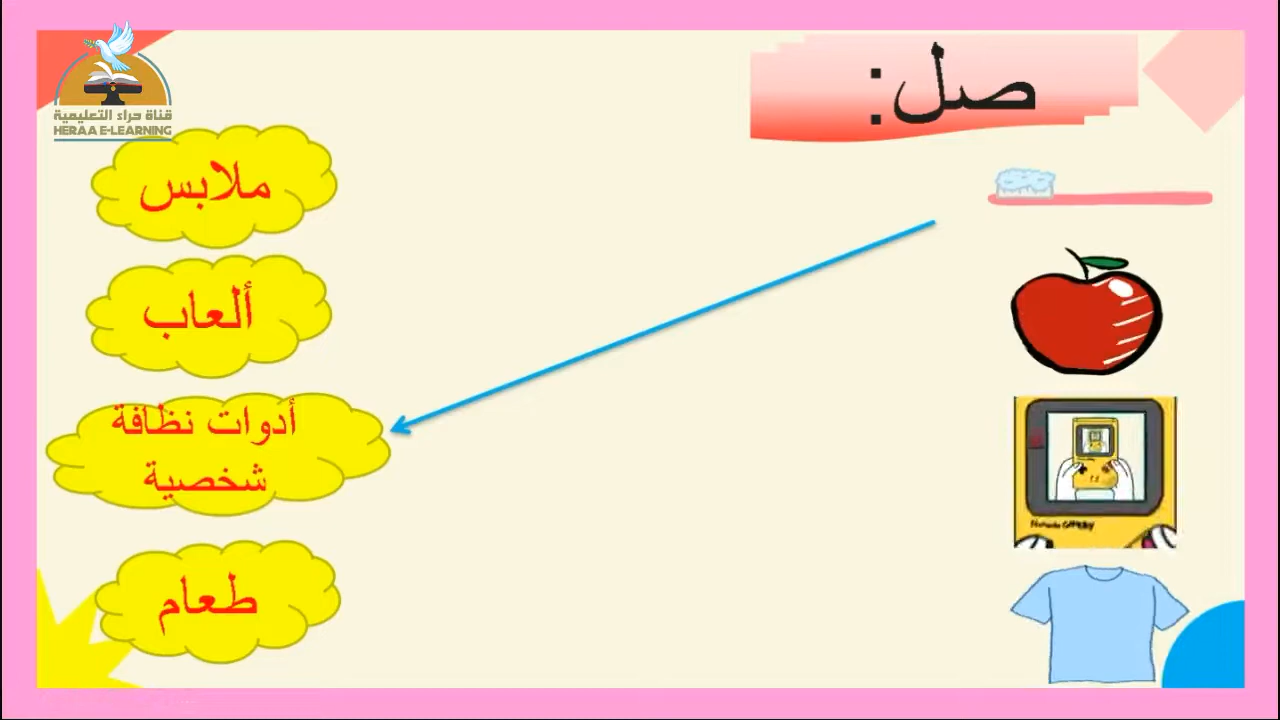 صل:
قناة حراء التعليمية
HERAA E-LEARNING
ملابس
ألعاب
أدوات نظافة
شخصية
طعام